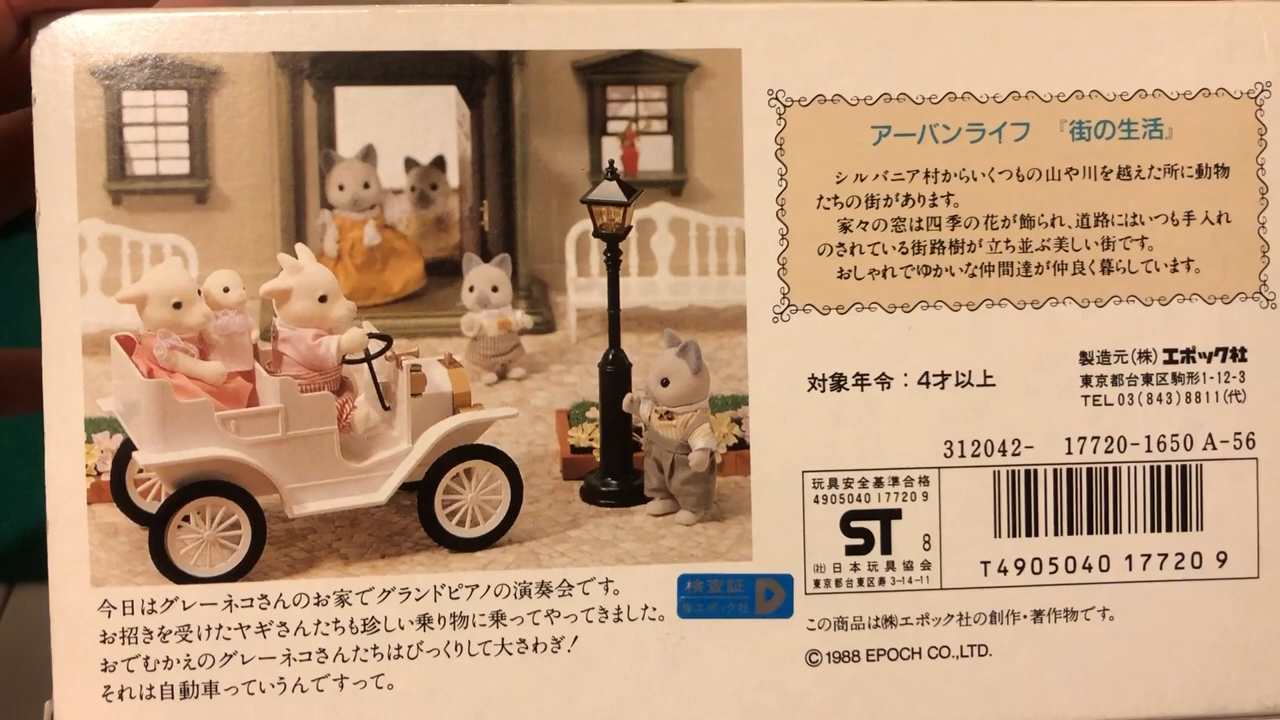 アーバンライフ 『街の生活』
シルバニア村からいくつもの山や川を越えた所に動物
たちの街があります。
家々の窓は四季の花が飾られ、道路にはいつも手入れ
のされている街路樹が立ち並ぶ美しい街です。
おしゃれでゆかいな仲間達が仲良く暮らしています。
対象年令：4才以上
製造元(株)エポック社
東京都台東区駒形1-12-3
TEL03(843)8811(代)
312042- 17720-1650 A-56
玩具安全基準合格
4905040 17720 9
ST 8
(社)日本玩具協会
東京都台東区寿3-14-11
T4905040 17720 9
この商品は㈱エポック社の創作・著作物です。
©1988 EPOCH CO.,LTD.
検査証
㈱エポック社
D
今日はグレーネコさんのお家でグランドピアノの演奏会です。
お招きを受けたヤギさんたちも珍しい乗り物に乗ってやってきました。
おでむかえのグレーネコさんたちはびっくりして大さわぎ！
それは自動車っていうんですって。